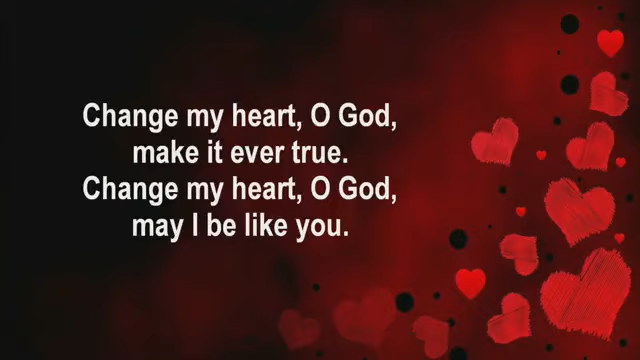 Change my heart, O God,
make it ever true.
Change my heart, O God,
may I be like you.